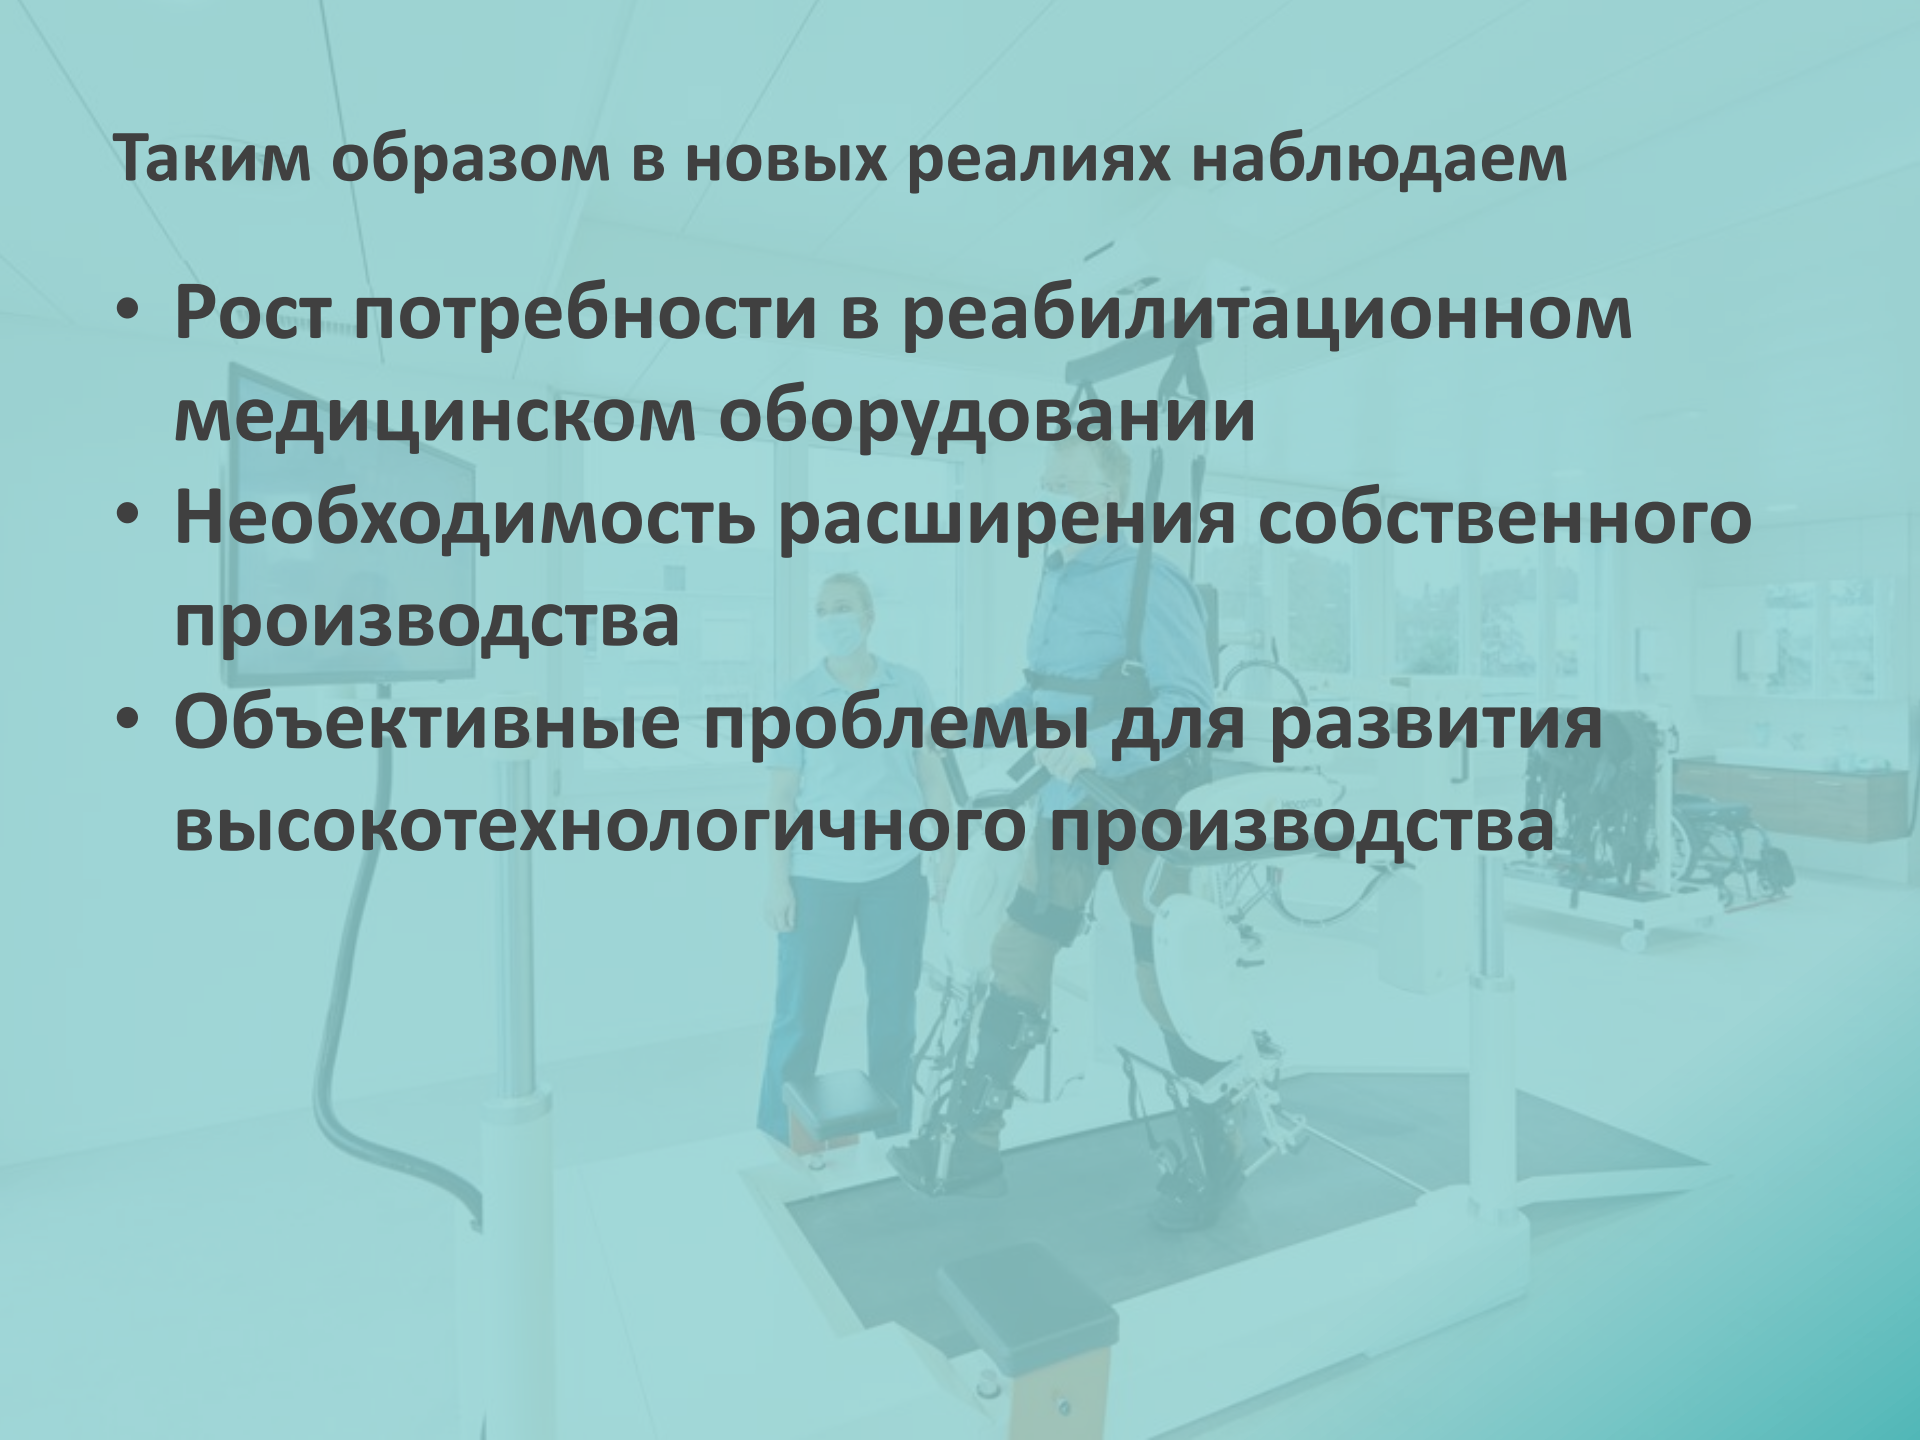 Таким образом в новых реалиях наблюдаем
• Рост потребности в реабилитационном
медицинском оборудовании
• Необходимость расширения собственного
производства
• Объективные проблемы для развития
высокотехнологичного производства